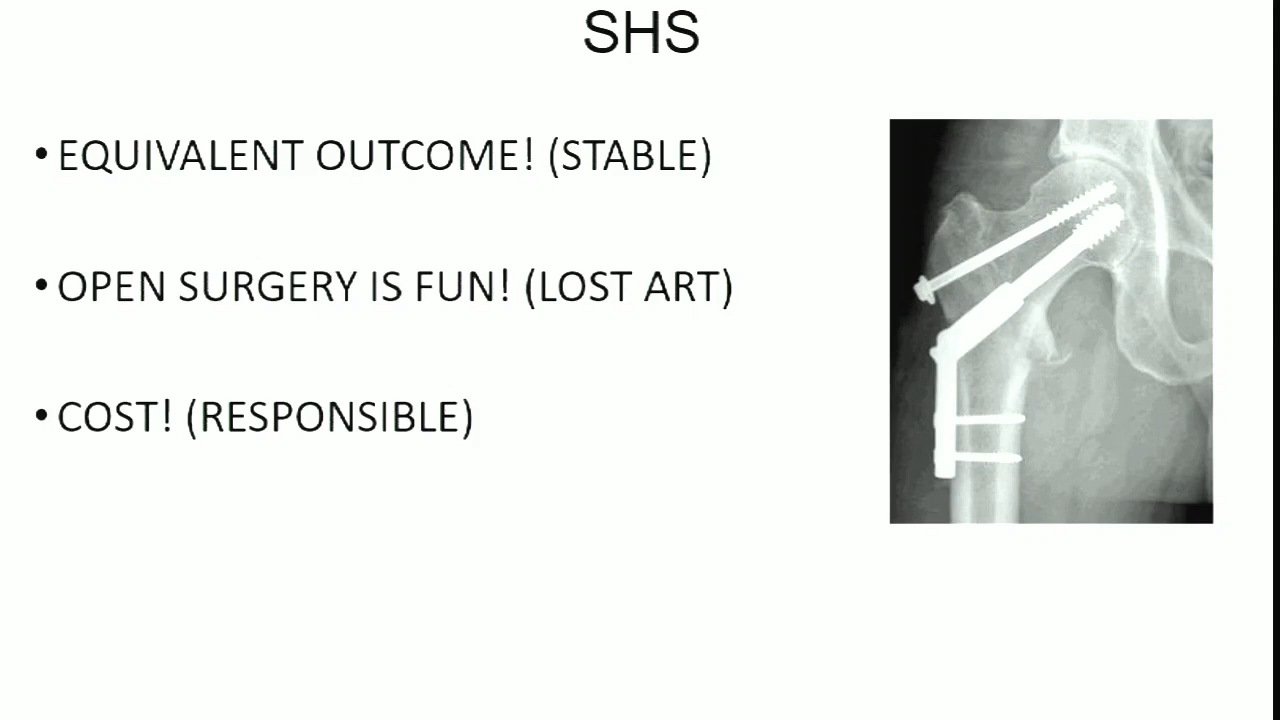 SHS
• EQUIVALENT OUTCOME! (STABLE)
• OPEN SURGERY IS FUN! (LOST ART)
• COST! (RESPONSIBLE)